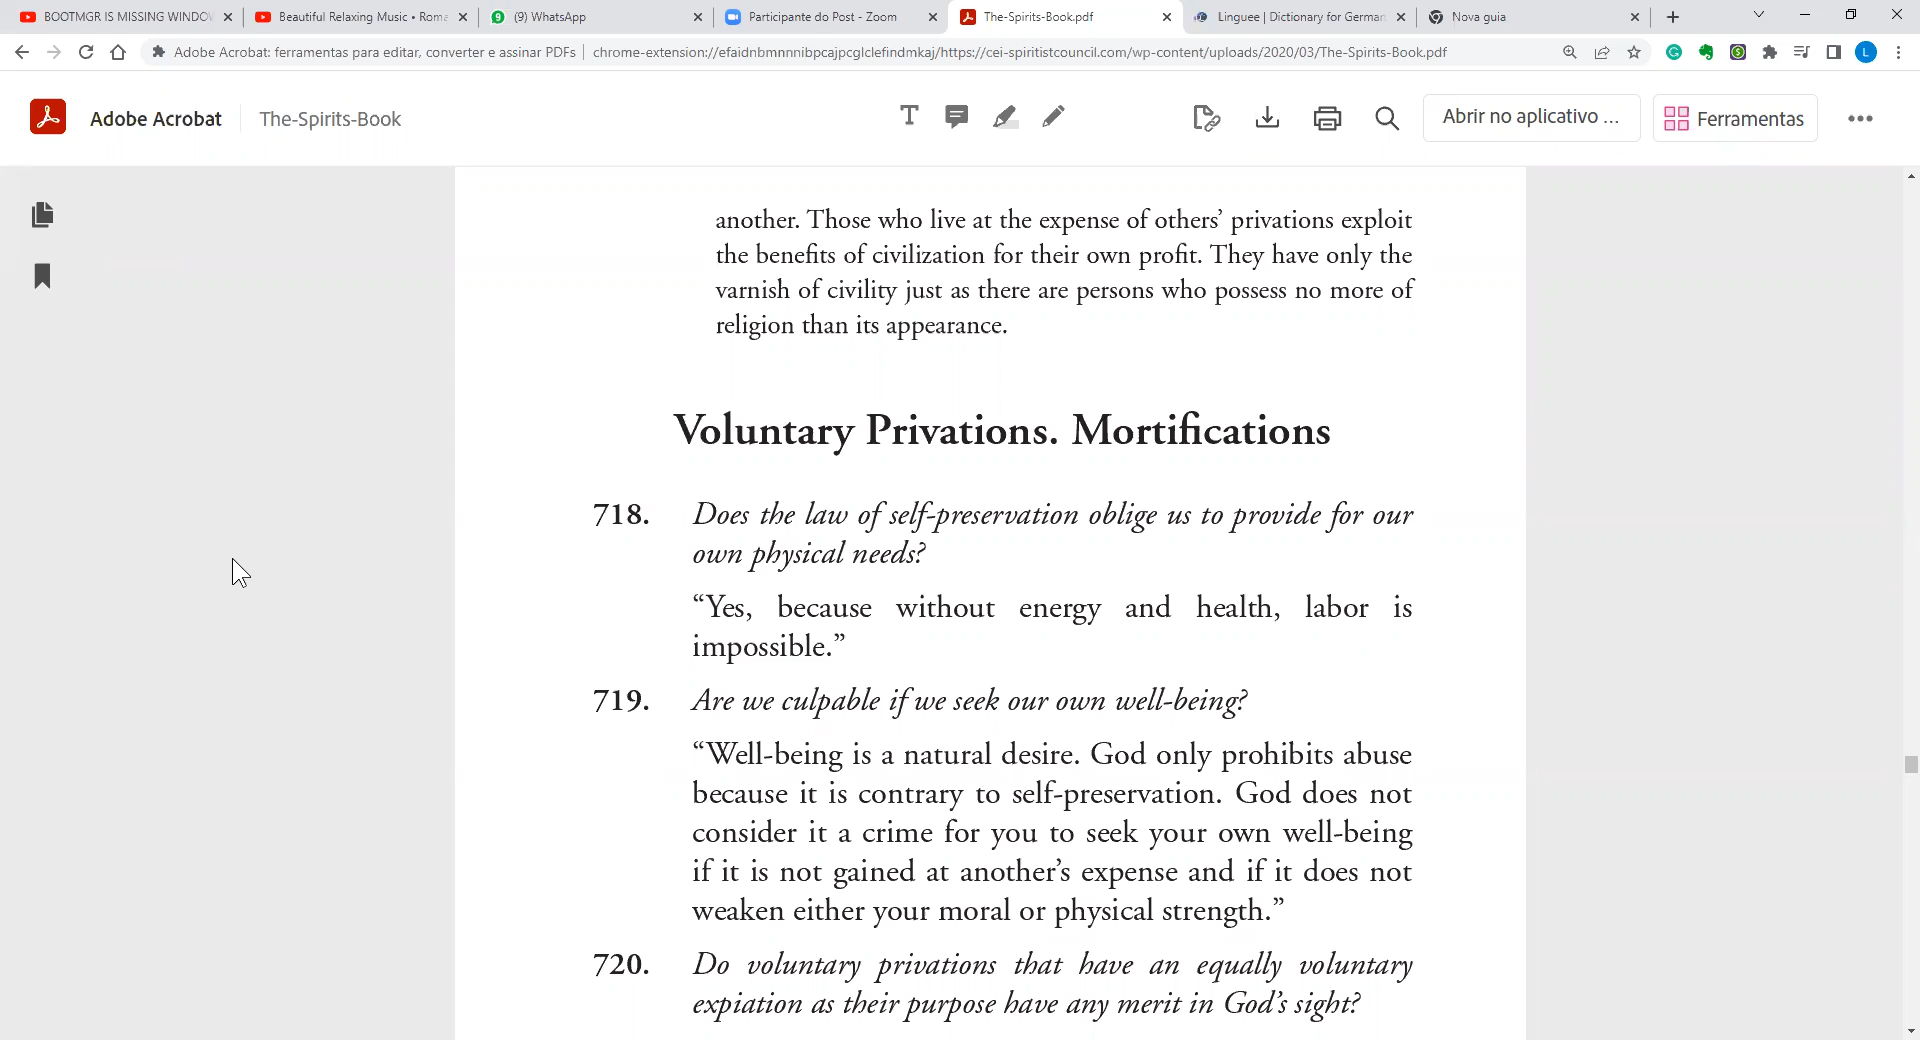 BOOTMGR IS MISSING WINDO
Beautiful Relaxing Music • Roma
(9) WhatsApp
Participante do Post - Zoom
The-Spirits-Book.pdf
Linguee | Dictionary for German
Nova guia
Adobe Acrobat: ferramentas para editar, converter e assinar PDFs
chrome-extension://efaidnbmnnnibpcajpcglclefindmkaj/https://cei-spiritistcouncil.com/wp-content/uploads/2020/03/The-Spirits-Book.pdf
L
Adobe Acrobat
The-Spirits-Book
Abrir no aplicativo ...
Ferramentas
another. Those who live at the expense of others’ privations exploit
the benefits of civilization for their own profit. They have only the
varnish of civility just as there are persons who possess no more of
religion than its appearance.
Voluntary Privations. Mortifications
718. Does the law of self-preservation oblige us to provide for our
own physical needs?
“Yes, because without energy and health, labor is
impossible.”
719. Are we culpable if we seek our own well-being?
“Well-being is a natural desire. God only prohibits abuse
because it is contrary to self-preservation. God does not
consider it a crime for you to seek your own well-being
if it is not gained at another’s expense and if it does not
weaken either your moral or physical strength.”
720. Do voluntary privations that have an equally voluntary
expiation as their purpose have any merit in God’s sight?